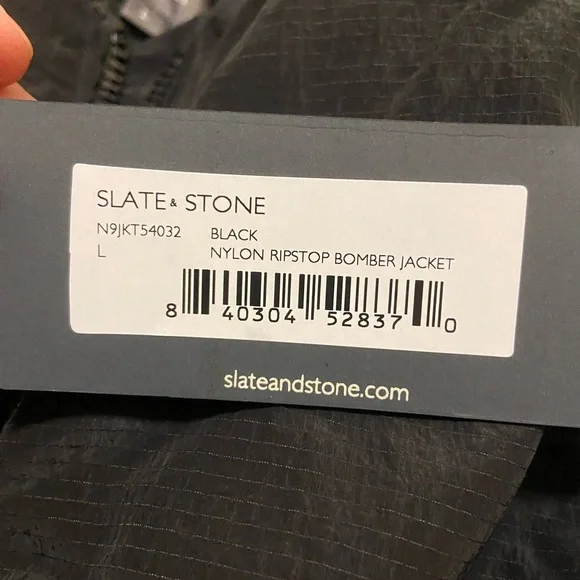 SLATE & STONE
N9JKT54032 BLACK
L NYLON RIPSTOP BOMBER JACKET
8 40304 52837 0
slateandstone.com